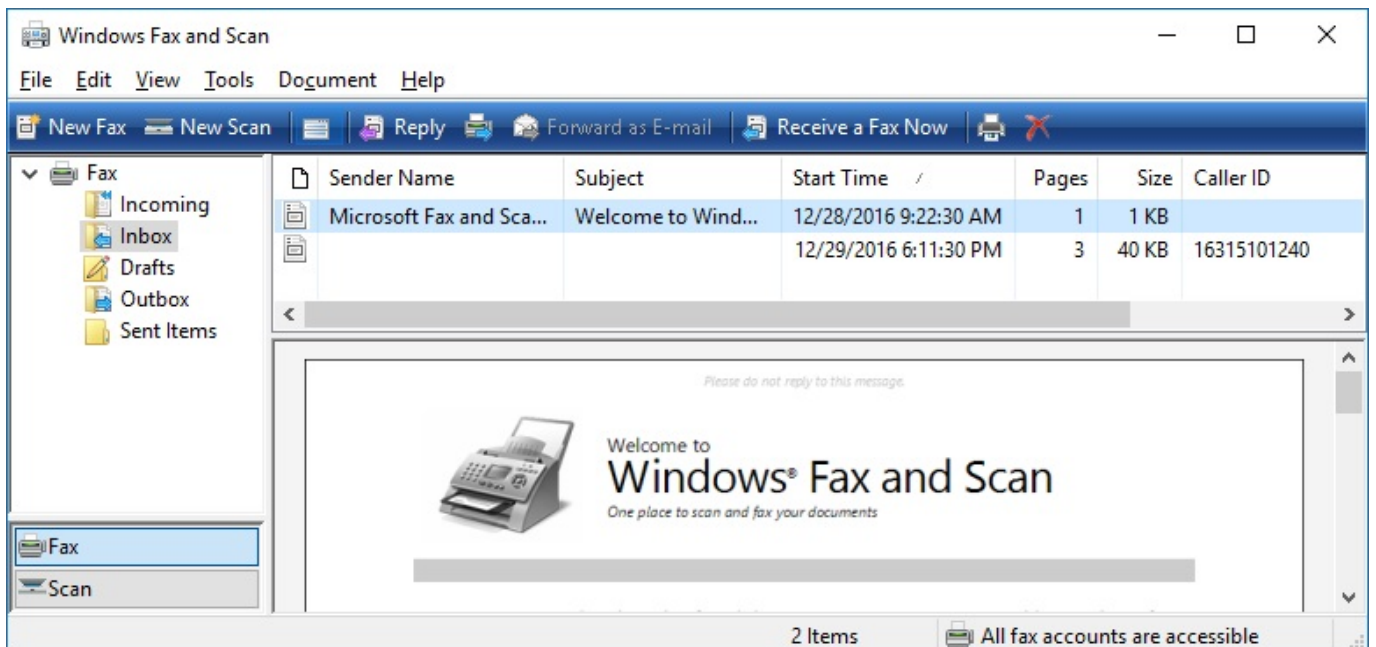 Windows Fax and Scan
File Edit View Tools Document Help
New Fax New Scan Reply Forward as E-mail Receive a Fax Now
Fax
Incoming
Inbox
Drafts
Outbox
Sent Items
Fax
Scan
Sender Name Subject Start Time Pages Size Caller ID
Microsoft Fax and Sca... Welcome to Wind... 12/28/2016 9:22:30 AM 1 1 KB
12/29/2016 6:11:30 PM 3 40 KB 16315101240
Please do not reply to this message.
Welcome to
Windows® Fax and Scan
One place to scan and fax your documents
2 Items All fax accounts are accessible